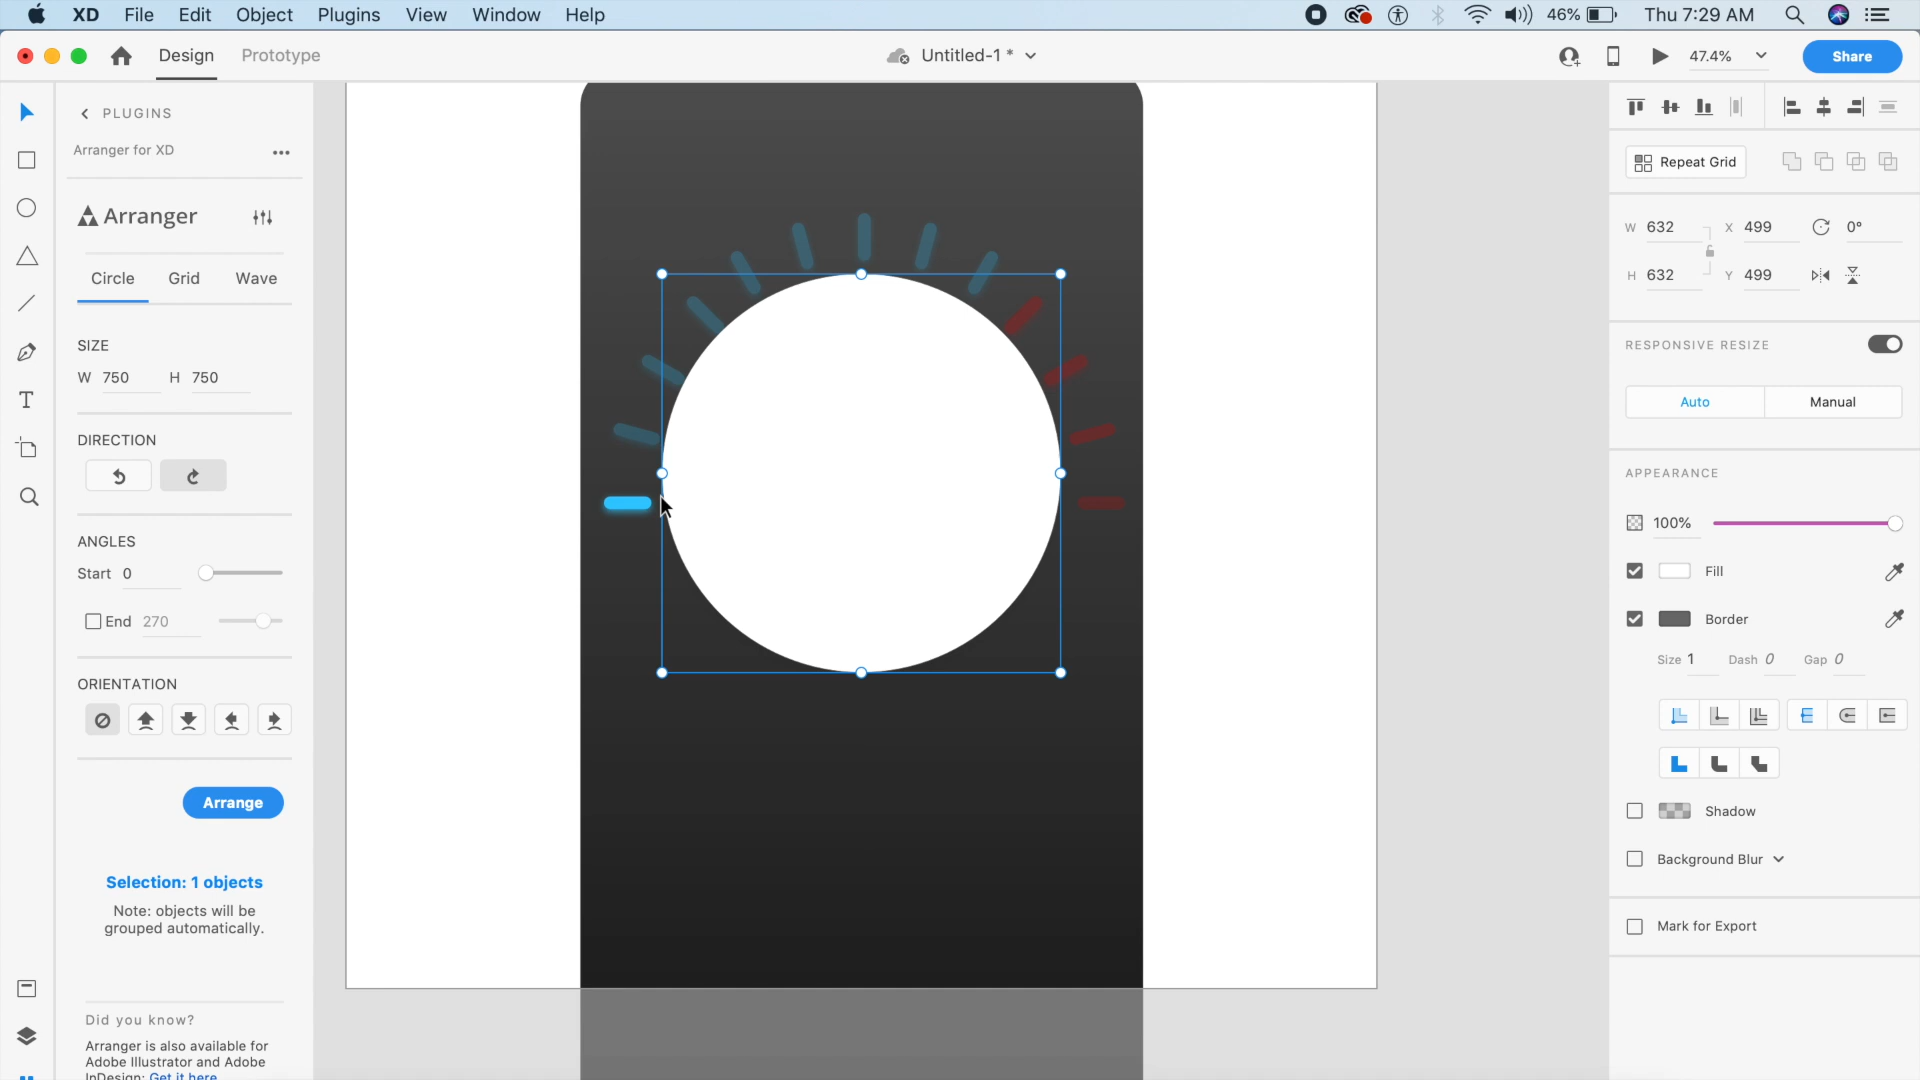 XD File Edit Object Plugins View Window Help 46% Thu 7:29 AM
Design Prototype Untitled-1 * 47.4% Share
PLUGINS
Arranger for XD
Arranger
Circle Grid Wave
SIZE
W 750 H 750
DIRECTION
ANGLES
Start 0
End 270
ORIENTATION
Arrange
Selection: 1 objects
Note: objects will be
grouped automatically.
Did you know?
Arranger is also available for
Adobe Illustrator and Adobe
InDesign: Get it here
Repeat Grid
W 632 X 499 0°
H 632 Y 499
RESPONSIVE RESIZE
Auto Manual
APPEARANCE
100%
Fill
Border
Size 1 Dash 0 Gap 0
Shadow
Background Blur
Mark for Export